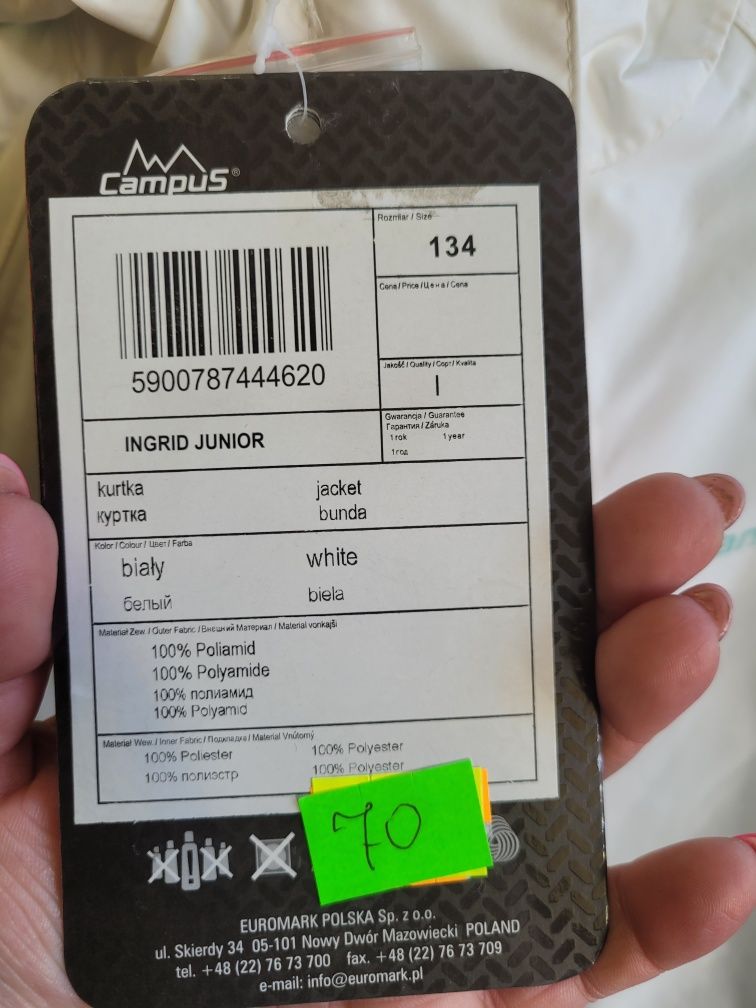 CampuS®
Rozmiar / Size
134
5900787444620
Cena / Price / Цена / Cena
Jakość / Quality / Сорт / Kvalita
I
INGRID JUNIOR
Gwarancja / Guarantee
Гарантия / Záruka
1 rok 1 year
1 год
kurtka jacket
куртка bunda
Kolor / Colour / Цвет / Farba
biały white
белый biela
Materiał Zew. / Outer Fabric / Внешний Материал / Material vonkajši
100% Poliamid
100% Polyamide
100% полиамид
100% Polyamid
Materiał Wew. / Inner Fabric / Подкладка / Material Vnútorný
100% Poliester 100% Polyester
100% полиэстр 100% Polyester
70
EUROMARK POLSKA Sp. z o.o.
ul. Skierdy 34 05-101 Nowy Dwór Mazowiecki POLAND
tel. +48 (22) 76 73 700 fax. +48 (22) 76 73 709
e-mail: info@euromark.pl